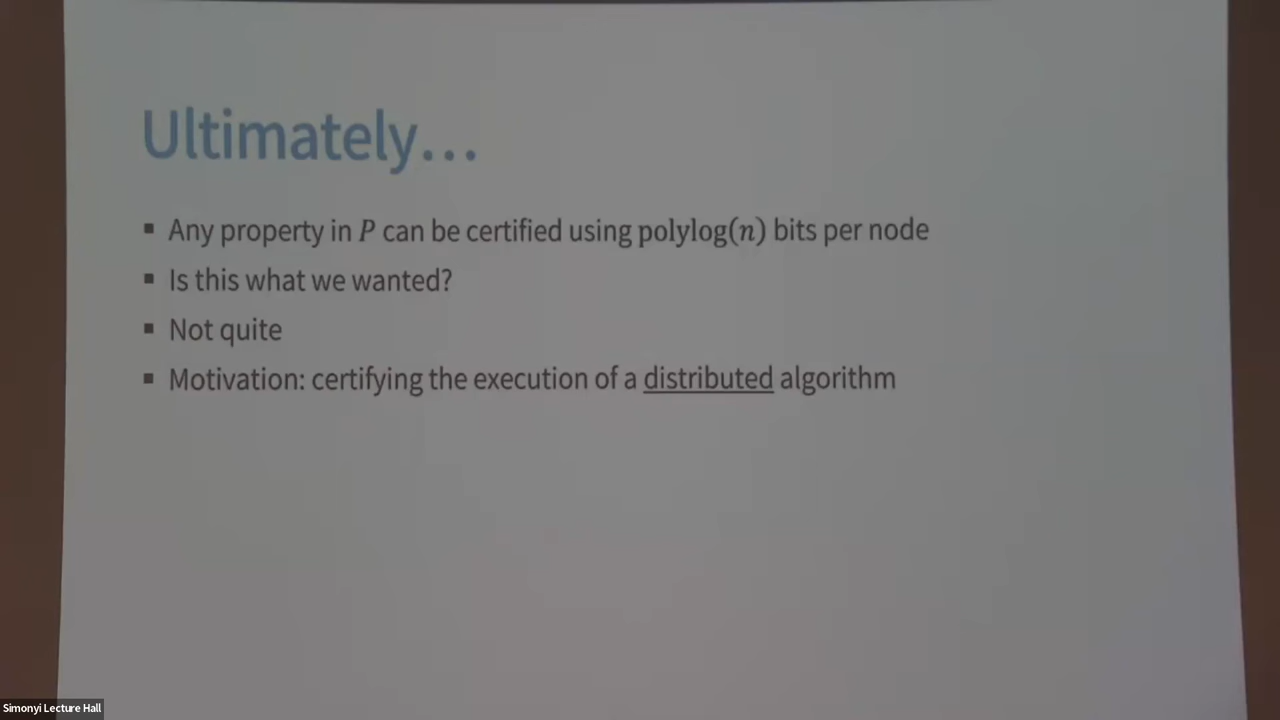 Ultimately...
▪ Any property in P can be certified using polylog(n) bits per node
▪ Is this what we wanted?
▪ Not quite
▪ Motivation: certifying the execution of a distributed algorithm
Simonyi Lecture Hall